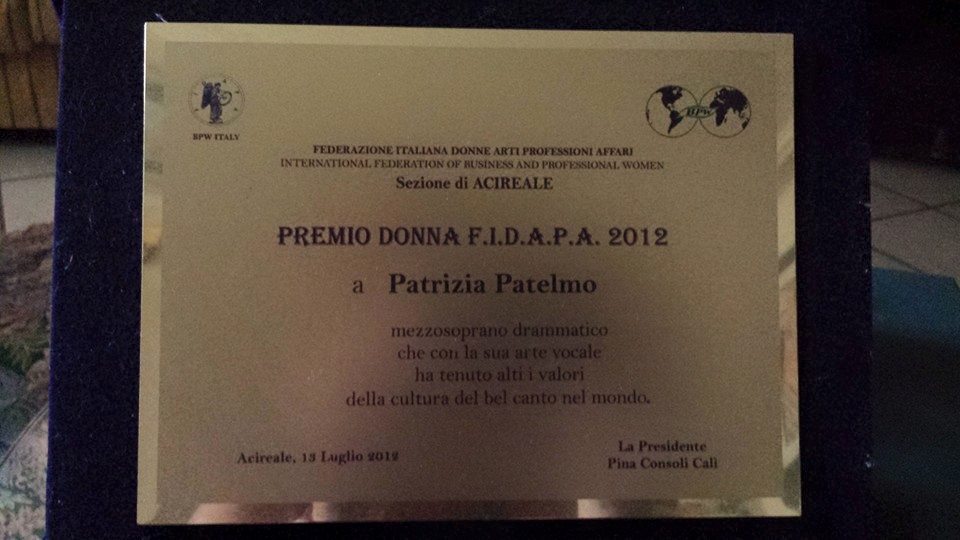 BPW ITALY
BPW
FEDERAZIONE ITALIANA DONNE ARTI PROFESSIONI AFFARI
INTERNATIONAL FEDERATION OF BUSINESS AND PROFESSIONAL WOMEN
Sezione di ACIREALE
PREMIO DONNA F.I.D.A.P.A. 2012
a Patrizia Patelmo
mezzosoprano drammatico
che con la sua arte vocale
ha tenuto alti i valori
della cultura del bel canto nel mondo.
Acireale, 13 Luglio 2012
La Presidente
Pina Consoli Calì